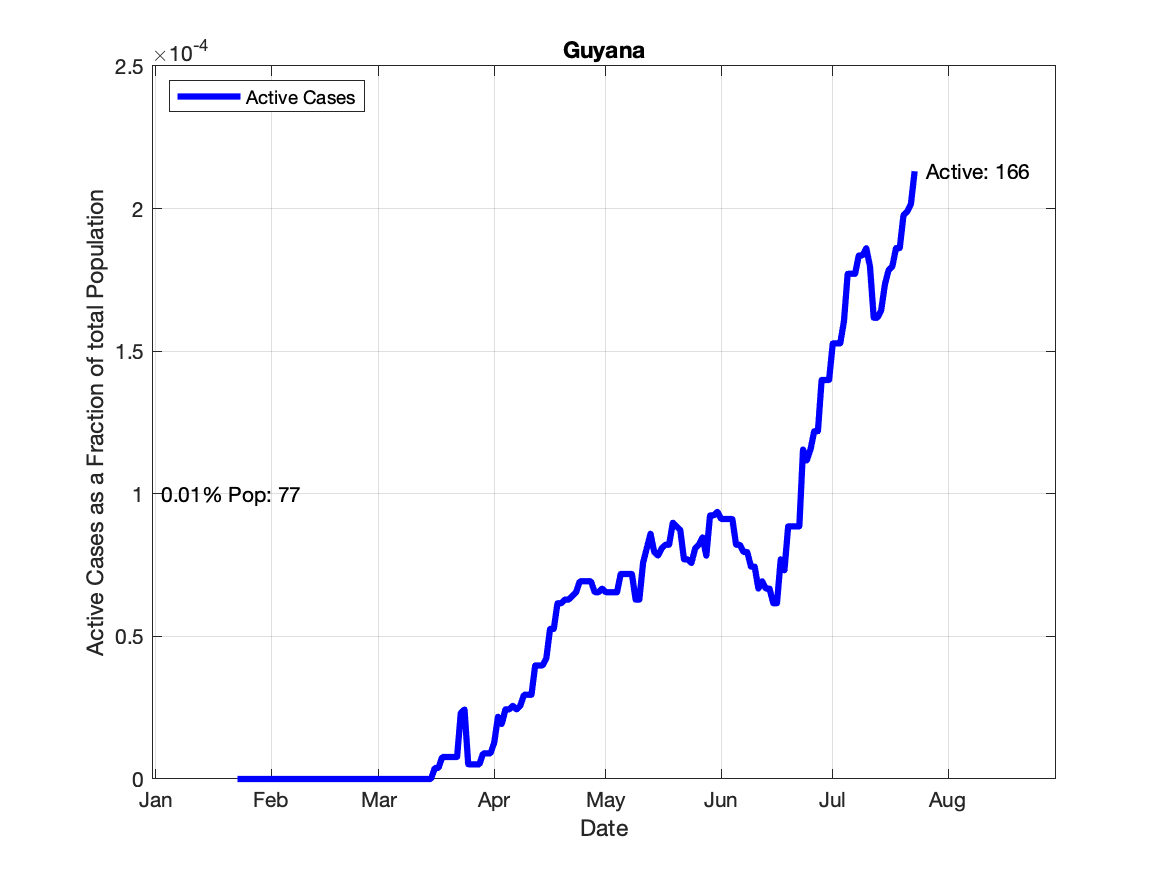 Guyana
×10-4
2.5
2
1.5
1
0.5
0
Active Cases
Active: 166
0.01% Pop: 77
Active Cases as a Fraction of total Population
Jan Feb Mar Apr May Jun Jul Aug
Date